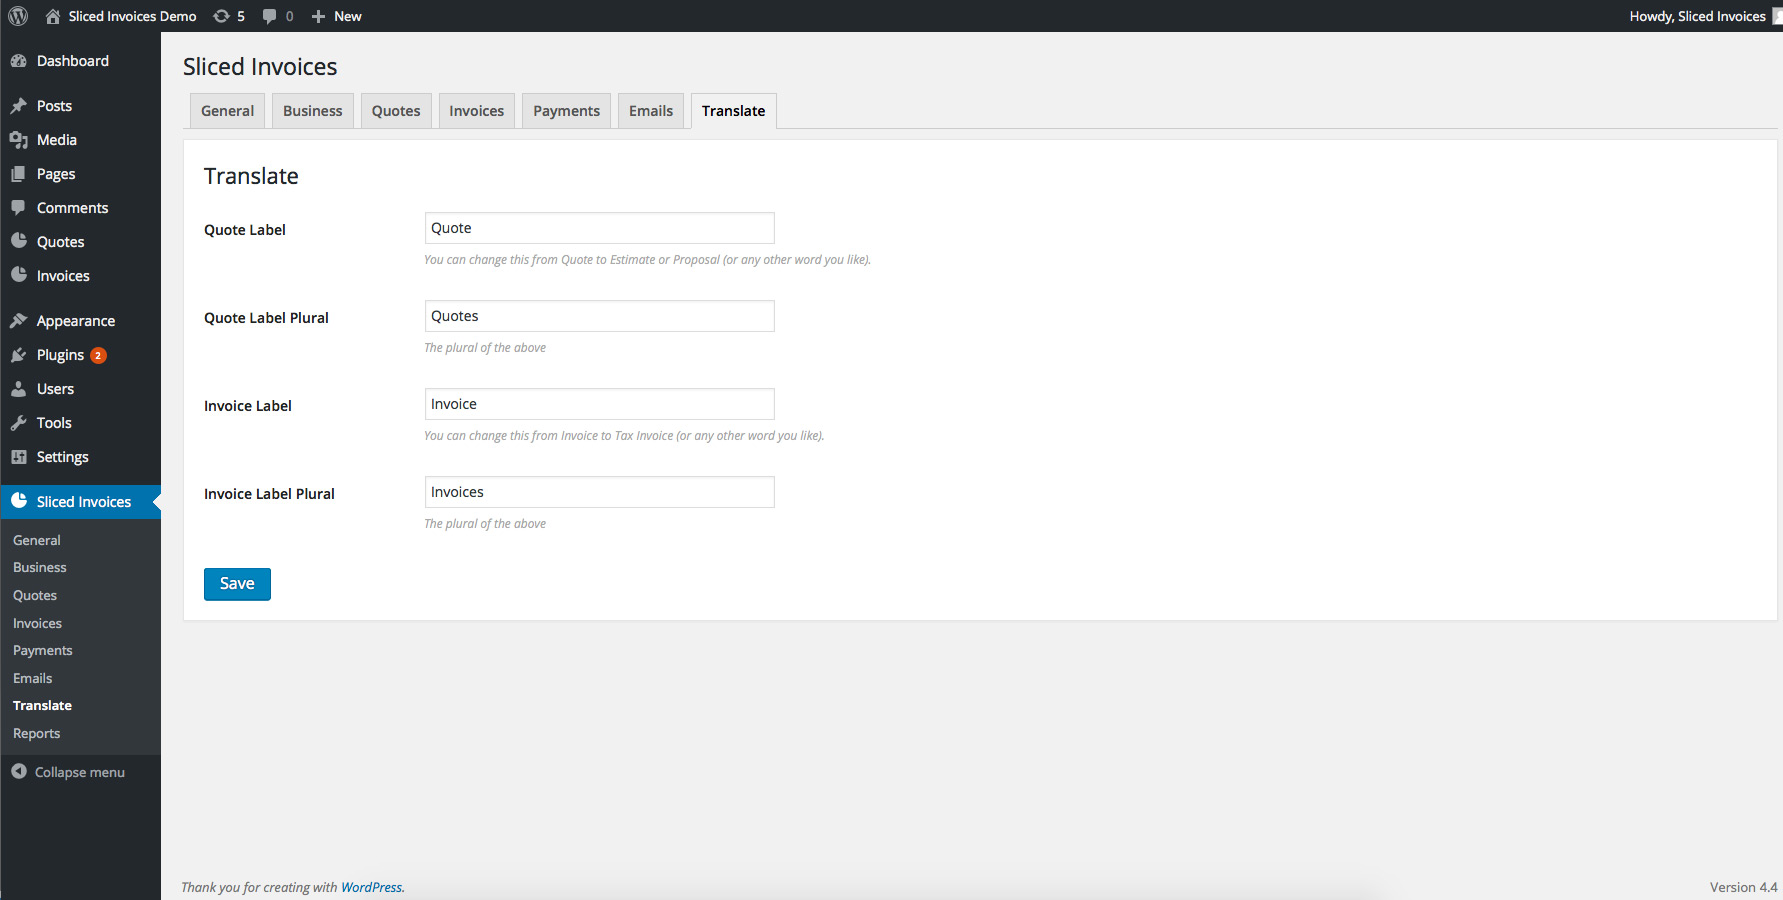 Sliced Invoices Demo 5 0 New Howdy, Sliced Invoices
Dashboard
Posts
Media
Pages
Comments
Quotes
Invoices
Appearance
Plugins 2
Users
Tools
Settings
Sliced Invoices
General
Business
Quotes
Invoices
Payments
Emails
Translate
Reports
Collapse menu
Sliced Invoices
General Business Quotes Invoices Payments Emails Translate
Translate
Quote Label Quote
You can change this from Quote to Estimate or Proposal (or any other word you like).
Quote Label Plural Quotes
The plural of the above
Invoice Label Invoice
You can change this from Invoice to Tax Invoice (or any other word you like).
Invoice Label Plural Invoices
The plural of the above
Save
Thank you for creating with WordPress. Version 4.4